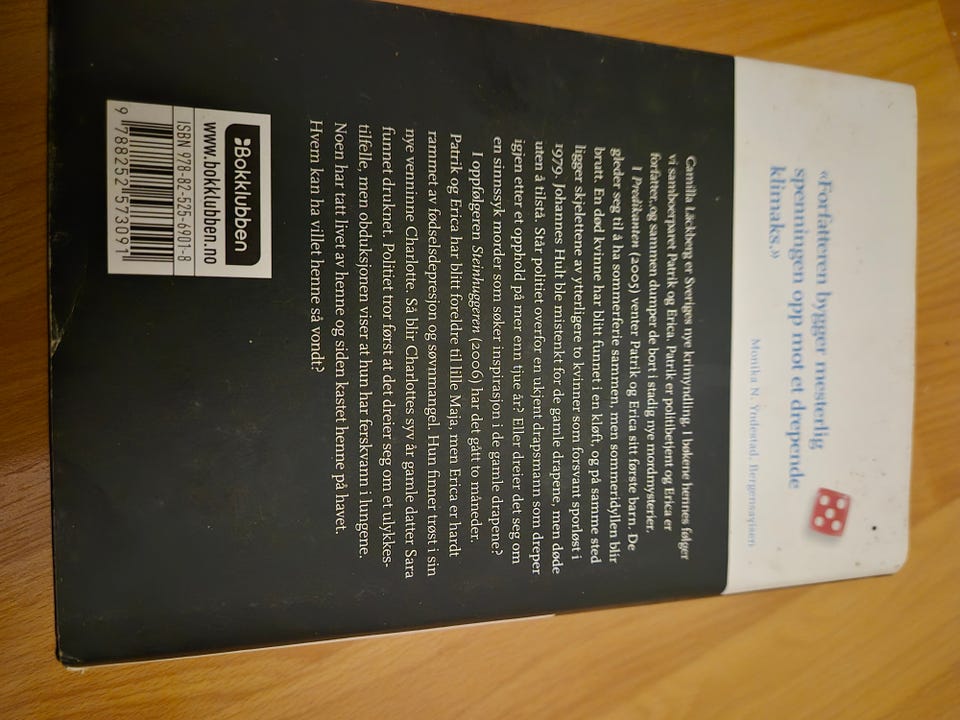 «Forfatteren bygger mesterlig
spenningen opp mot et drepende
klimaks.»
Monika N. Yndestad, Bergensavisen
Camilla Läckberg er Sveriges nye krimyndling. I bøkene hennes følger
vi samboerparet Patrik og Erica. Patrik er politibetjent og Erica er
forfatter, og sammen dumper de bort i stadig nye mordmysterier.
I Predikanten (2005) venter Patrik og Erica sitt første barn. De
gleder seg til å ha sommerferie sammen, men sommeridyllen blir
brutt. En død kvinne har blitt funnet i en kløft, og på samme sted
ligger skjelettene av ytterligere to kvinner som forsvant sporløst i
1979. Johannes Hult ble mistenkt for de gamle drapene, men døde
uten å tilstå. Står politiet overfor en ukjent drapsmann som dreper
igjen etter et opphold på mer enn tjue år? Eller dreier det seg om
en sinnssyk morder som søker inspirasjon i de gamle drapene?
I oppfølgeren Steinhuggeren (2006) har det gått to måneder.
Patrik og Erica har blitt foreldre til lille Maja, men Erica er hardt
rammet av fødselsdepresjon og søvnmangel. Hun finner trøst i sin
nye venninne Charlotte. Så blir Charlottes syv år gamle datter Sara
funnet druknet. Politiet tror først at det dreier seg om et ulykkes-
tilfelle, men obduksjonen viser at hun har ferskvann i lungene.
Noen har tatt livet av henne og siden kastet henne på havet.
Hvem kan ha villet henne så vondt?
Bokklubben
www.bokklubben.no
ISBN 978-82-525-6901-8
9 788252 573091